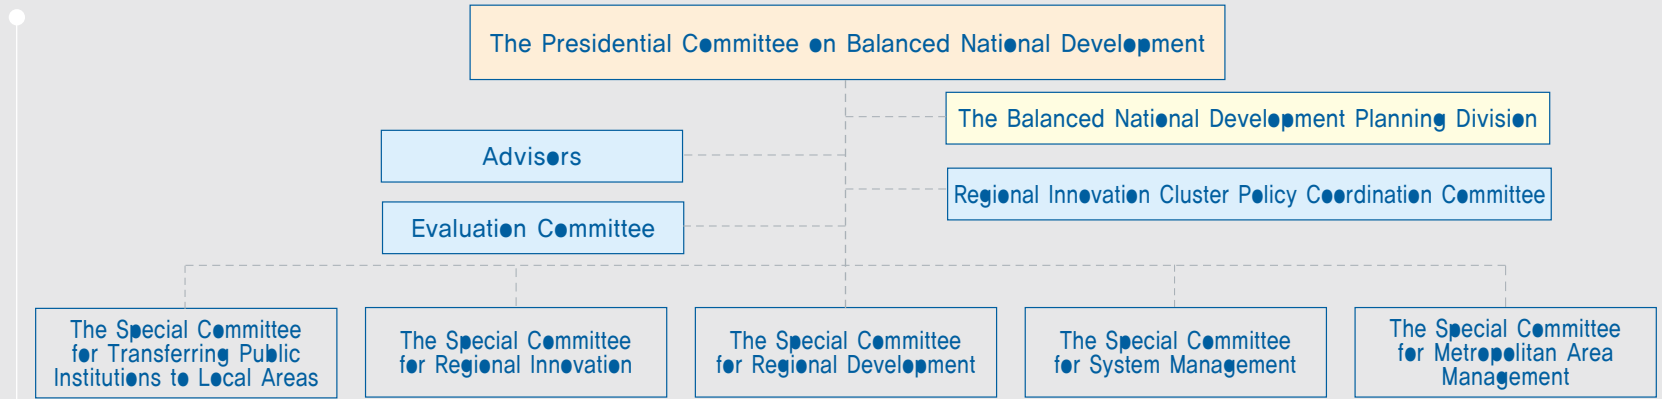 The Presidential Committee on Balanced National Development
The Balanced National Development Planning Division
Advisors
Regional Innovation Cluster Policy Coordination Committee
Evaluation Committee
The Special Committee
for Transferring Public
Institutions to Local Areas
The Special Committee
for Regional Innovation
The Special Committee
for Regional Development
The Special Committee
for System Management
The Special Committee
for Metropolitan Area
Management